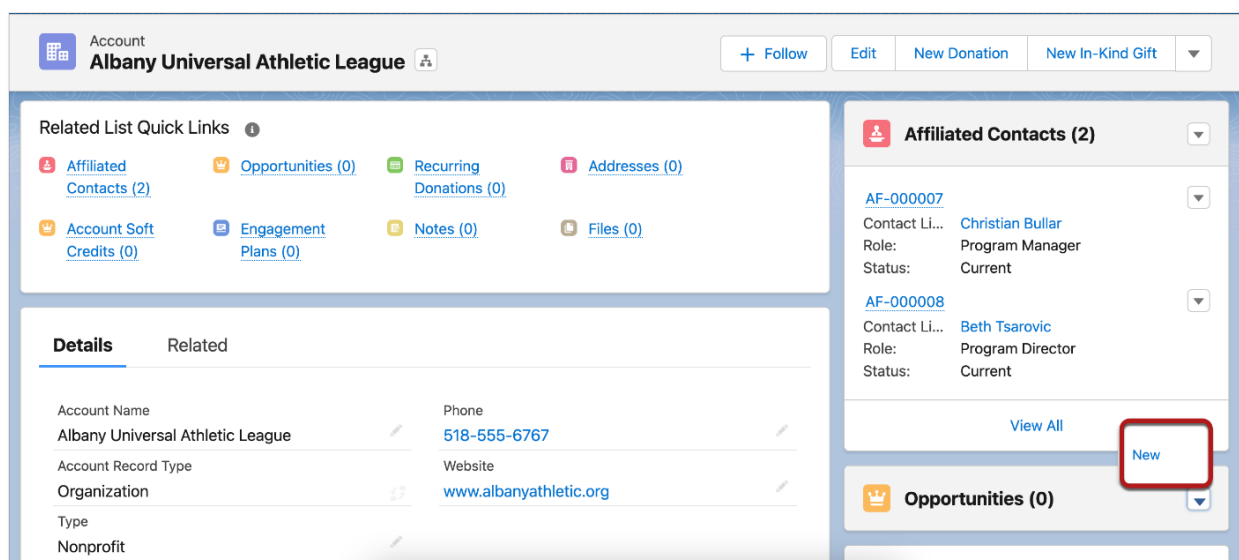 Account
Albany Universal Athletic League
+ Follow
Edit
New Donation
New In-Kind Gift
Related List Quick Links
Affiliated
Contacts (2)
Opportunities (0)
Recurring
Donations (0)
Addresses (0)
Account Soft
Credits (0)
Engagement
Plans (0)
Notes (0)
Files (0)
Details
Related
Account Name
Albany Universal Athletic League
Phone
518-555-6767
Account Record Type
Organization
Website
www.albanyathletic.org
Type
Nonprofit
Affiliated Contacts (2)
AF-000007
Contact Li... Christian Bullar
Role: Program Manager
Status: Current
AF-000008
Contact Li... Beth Tsarovic
Role: Program Director
Status: Current
View All
New
Opportunities (0)